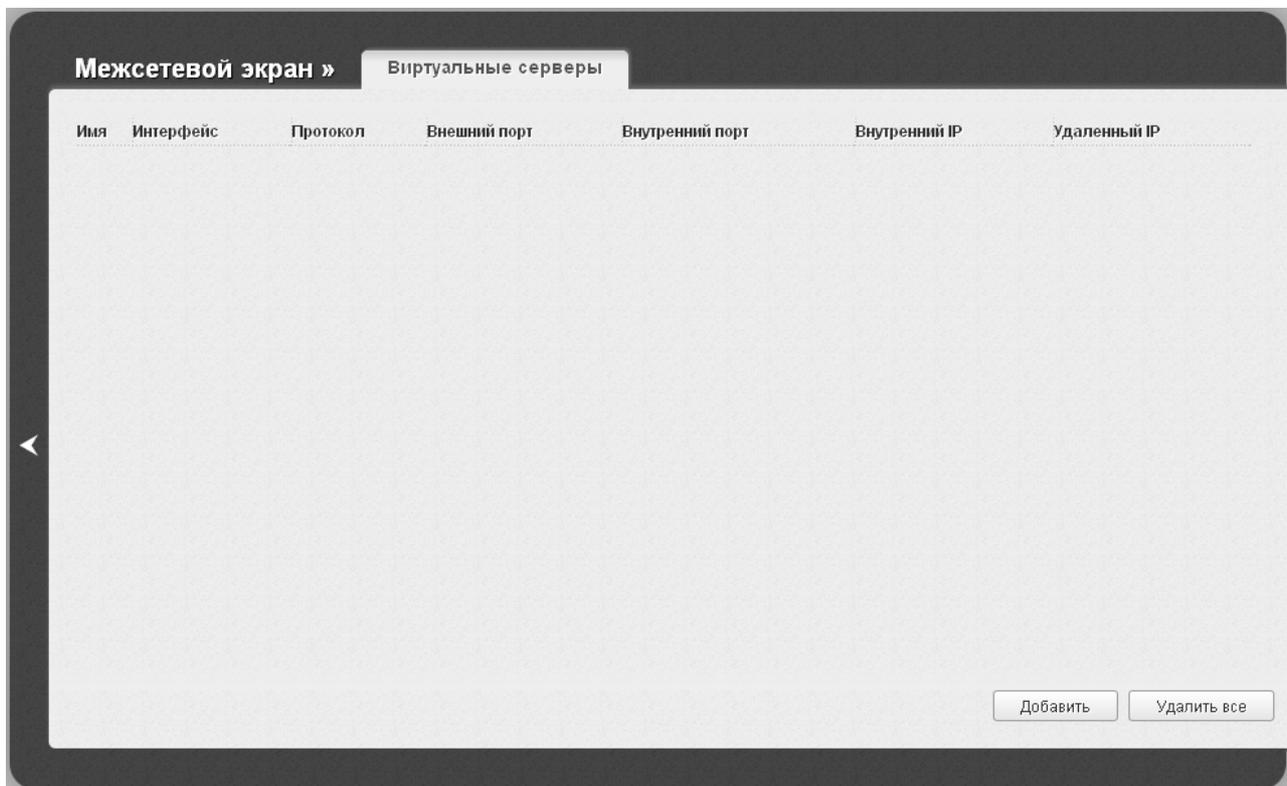 Межсетевой экран » Виртуальные серверы
Имя Интерфейс Протокол Внешний порт Внутренний порт Внутренний IP Удаленный IP
Добавить Удалить все